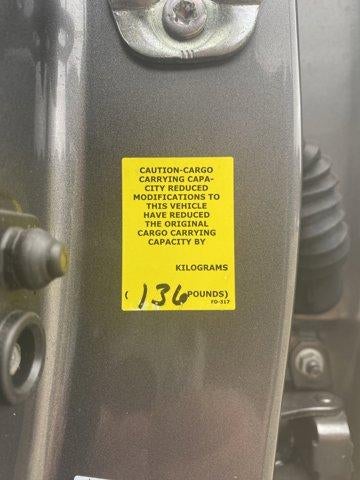 CAUTION-CARGO
CARRYING CAPA-
CITY REDUCED
MODIFICATIONS TO
THIS VEHICLE
HAVE REDUCED
THE ORIGINAL
CARGO CARRYING
CAPACITY BY
KILOGRAMS
( 136 POUNDS)
FO-317